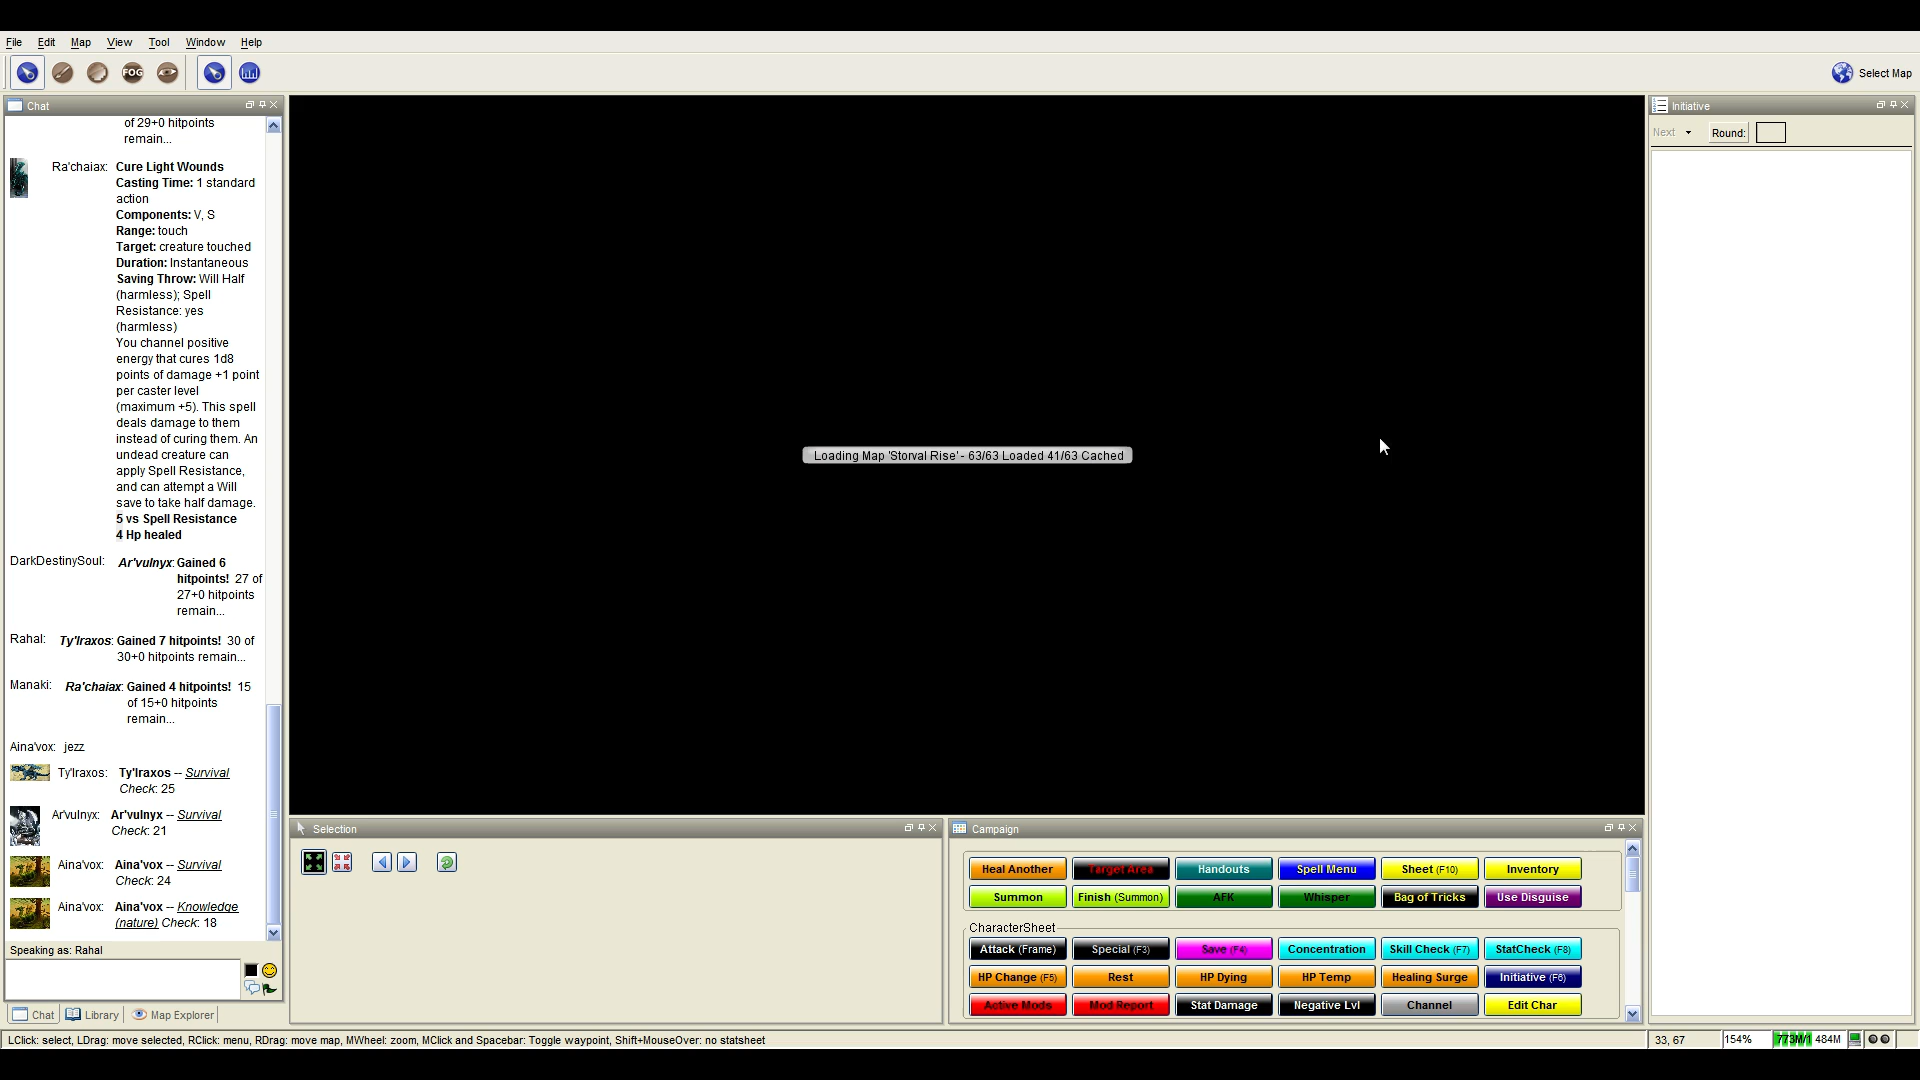 File Edit Map View Tool Window Help
FOG
Select Map
Chat
of 29+0 hitpoints
remain...
Ra'chaiax: Cure Light Wounds
Casting Time: 1 standard
action
Components: V, S
Range: touch
Target: creature touched
Duration: Instantaneous
Saving Throw: Will Half
(harmless); Spell
Resistance: yes
(harmless)
You channel positive
energy that cures 1d8
points of damage +1 point
per caster level
(maximum +5). This spell
deals damage to them
instead of curing them. An
undead creature can
apply Spell Resistance,
and can attempt a Will
save to take half damage.
5 vs Spell Resistance
4 Hp healed
DarkDestinySoul: Ar'vulnyx: Gained 6
hitpoints! 27 of
27+0 hitpoints
remain...
Rahal: Ty'Iraxos: Gained 7 hitpoints! 30 of
30+0 hitpoints remain...
Manaki: Ra'chaiax: Gained 4 hitpoints! 15
of 15+0 hitpoints
remain...
Aina'vox: jezz
Ty'Iraxos: Ty'Iraxos -- Survival
Check: 25
Ar'vulnyx: Ar'vulnyx -- Survival
Check: 21
Aina'vox: Aina'vox -- Survival
Check: 24
Aina'vox: Aina'vox -- Knowledge
(nature) Check: 18
Speaking as: Rahal
Chat Library Map Explorer
Loading Map 'Storval Rise' - 63/63 Loaded 41/63 Cached
Initiative
Next Round:
Selection
Campaign
Heal Another Target Area Handouts Spell Menu Sheet (F10) Inventory
Summon Finish (Summon) AFK Whisper Bag of Tricks Use Disguise
CharacterSheet
Attack (Frame) Special (F3) Save (F4) Concentration Skill Check (F7) StatCheck (F8)
HP Change (F5) Rest HP Dying HP Temp Healing Surge Initiative (F6)
Active Mods Mod Report Stat Damage Negative Lvl Channel Edit Char
LClick: select, LDrag: move selected, RClick: menu, RDrag: move map, MWheel: zoom, MClick and Spacebar: Toggle waypoint, Shift+MouseOver: no statsheet
33, 67 154% 773M/1 484M